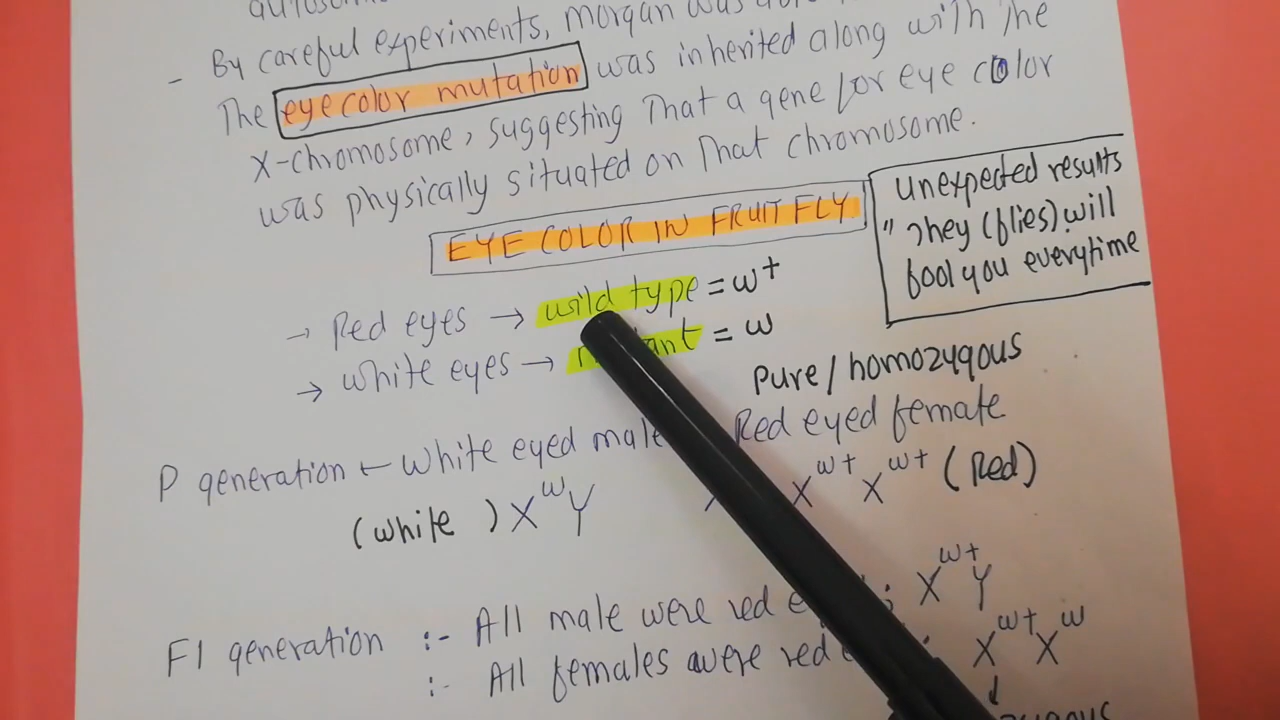 By careful experiments, morgan was
The eye color mutation was inherited along with the
X-chromosome, suggesting that a gene for eye color
was physically situated on that chromosome.
EYE COLOR IN FRUIT FLY
unexpected results
" They (flies) will
fool you everytime
→ Red eyes → wild type = w+
→ White eyes → = w
Pure/homozygous
P generation ← White eyed male Red eyed female
(white) X^w Y X^w+ X^w+ (Red)
F1 generation :- All male were red X^w+ Y
:- All females were red X^w+ X^w
↓